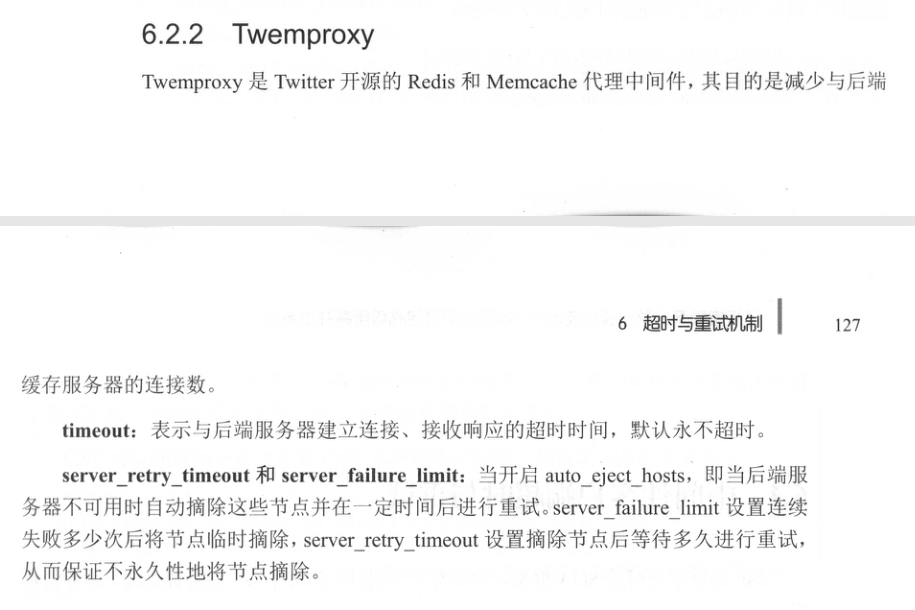 6.2.2 Twemproxy
Twemproxy 是 Twitter 开源的 Redis 和 Memcache 代理中间件，其目的是减少与后端
6 超时与重试机制 127
缓存服务器的连接数。
timeout：表示与后端服务器建立连接、接收响应的超时时间，默认永不超时。
server_retry_timeout 和 server_failure_limit：当开启 auto_eject_hosts，即当后端服
务器不可用时自动摘除这些节点并在一定时间后进行重试。server_failure_limit 设置连续
失败多少次后将节点临时摘除，server_retry_timeout 设置摘除节点后等待多久进行重试，
从而保证不永久性地将节点摘除。